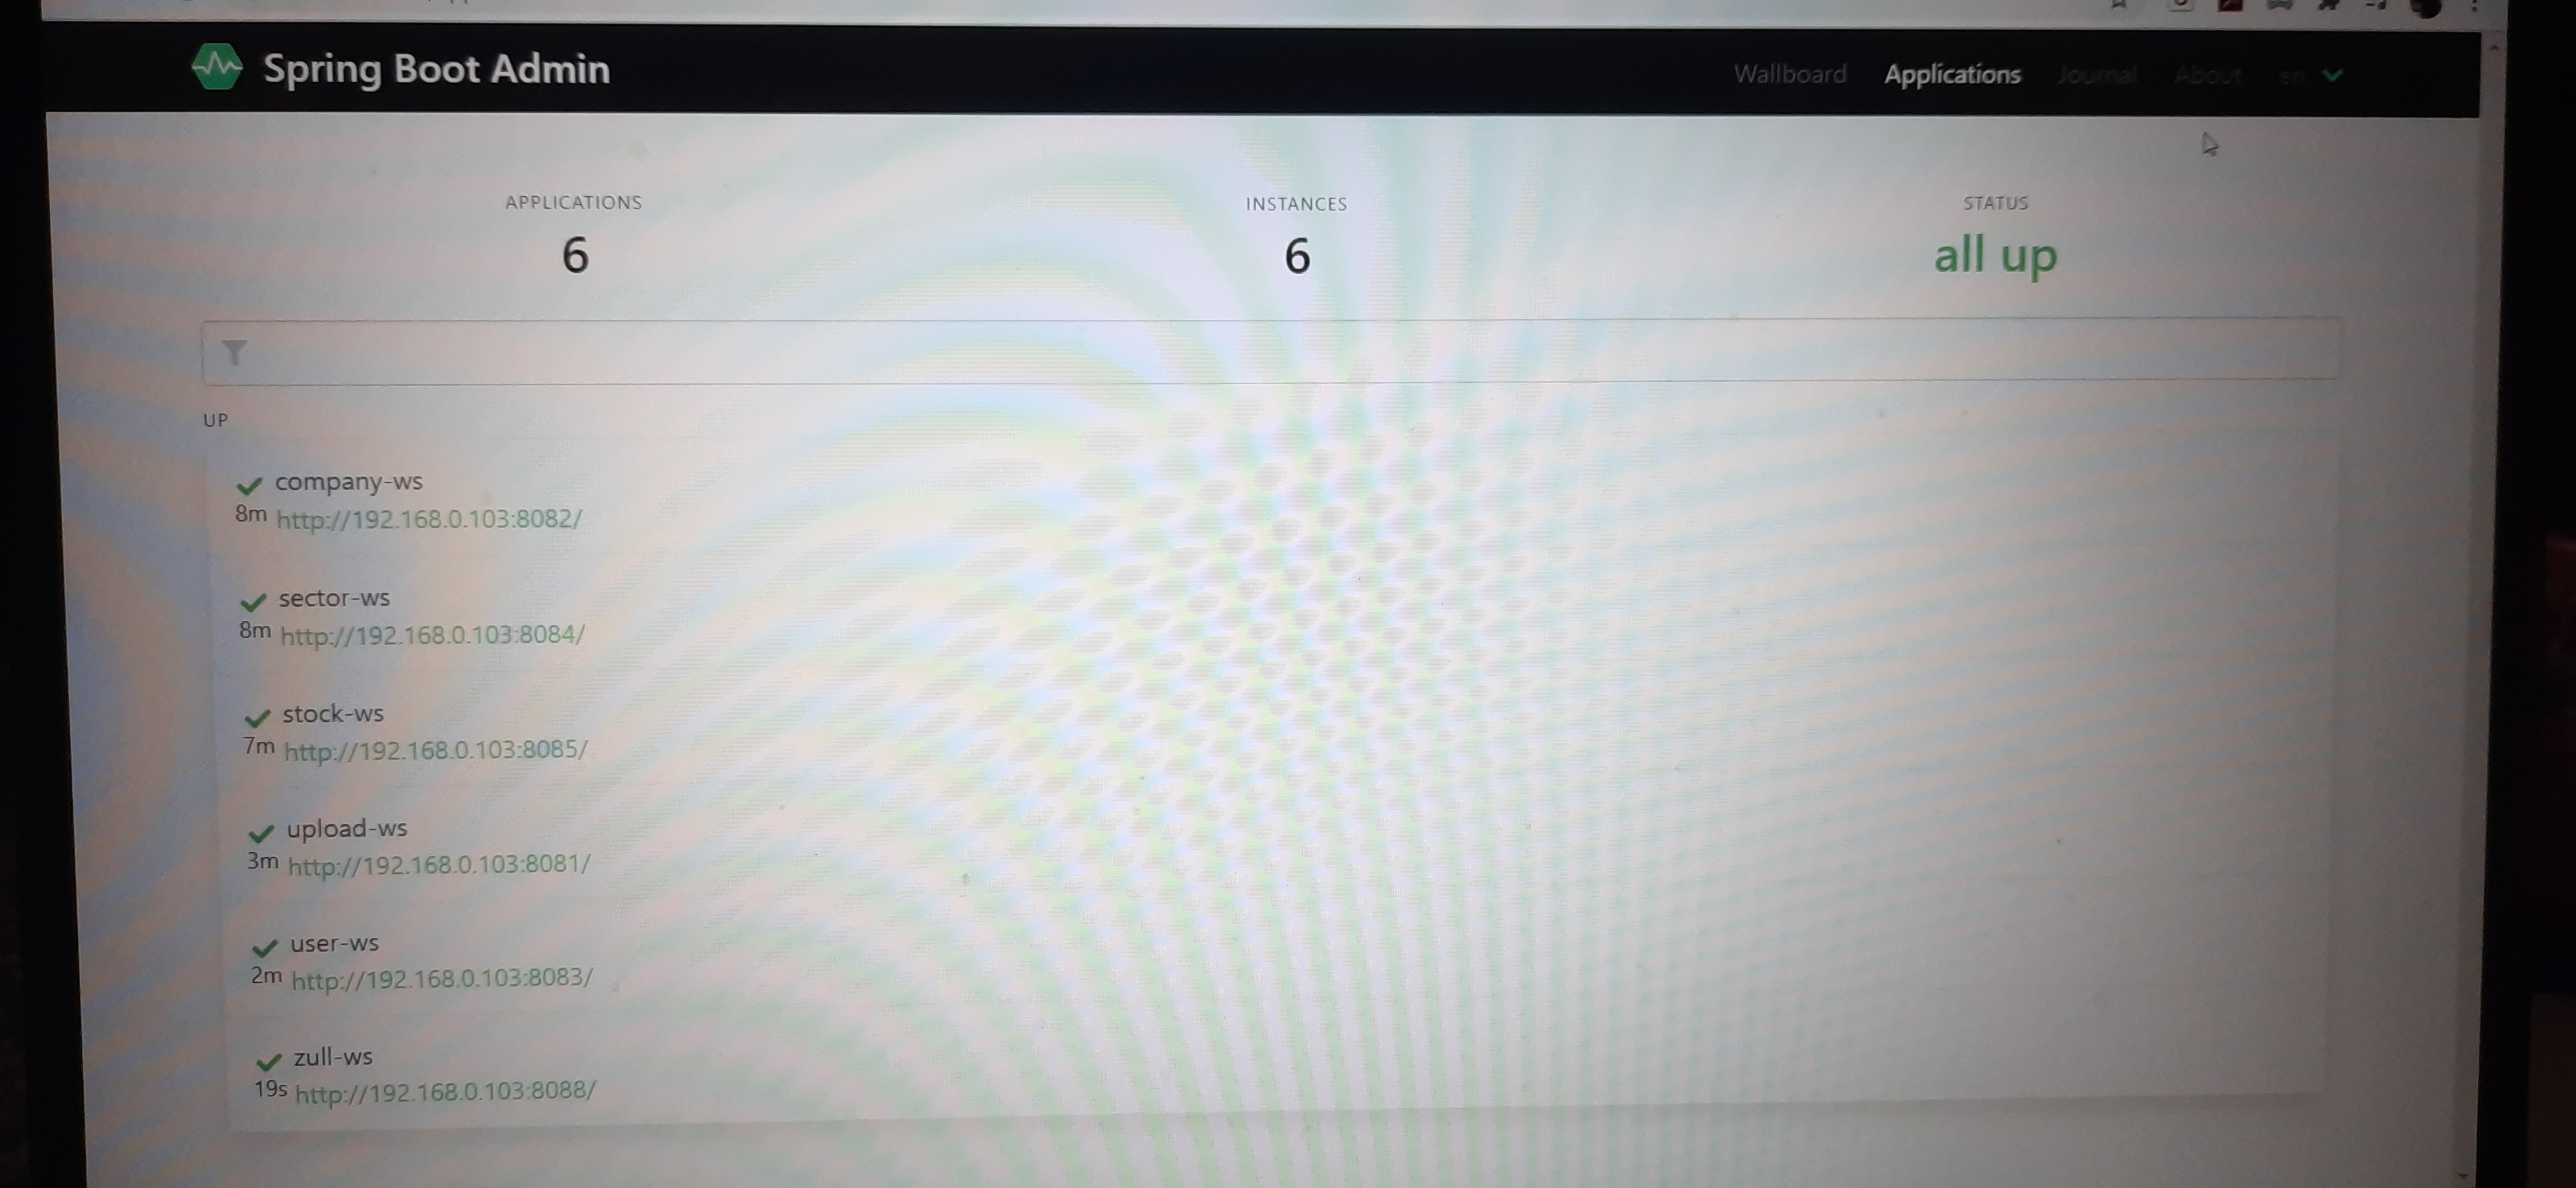 Spring Boot Admin
Wallboard Applications Journal About en
APPLICATIONS INSTANCES STATUS
6 6 all up
UP
company-ws
8m http://192.168.0.103:8082/
sector-ws
8m http://192.168.0.103:8084/
stock-ws
7m http://192.168.0.103:8085/
upload-ws
3m http://192.168.0.103:8081/
user-ws
2m http://192.168.0.103:8083/
zull-ws
19s http://192.168.0.103:8088/